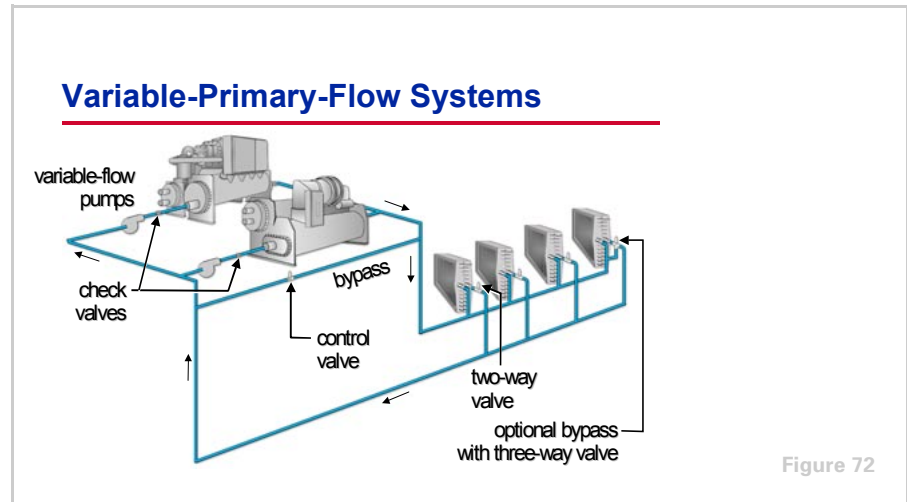 Variable-Primary-Flow Systems
variable-flow
pumps
check
valves
bypass
control
valve
two-way
valve
optional bypass
with three-way valve
Figure 72